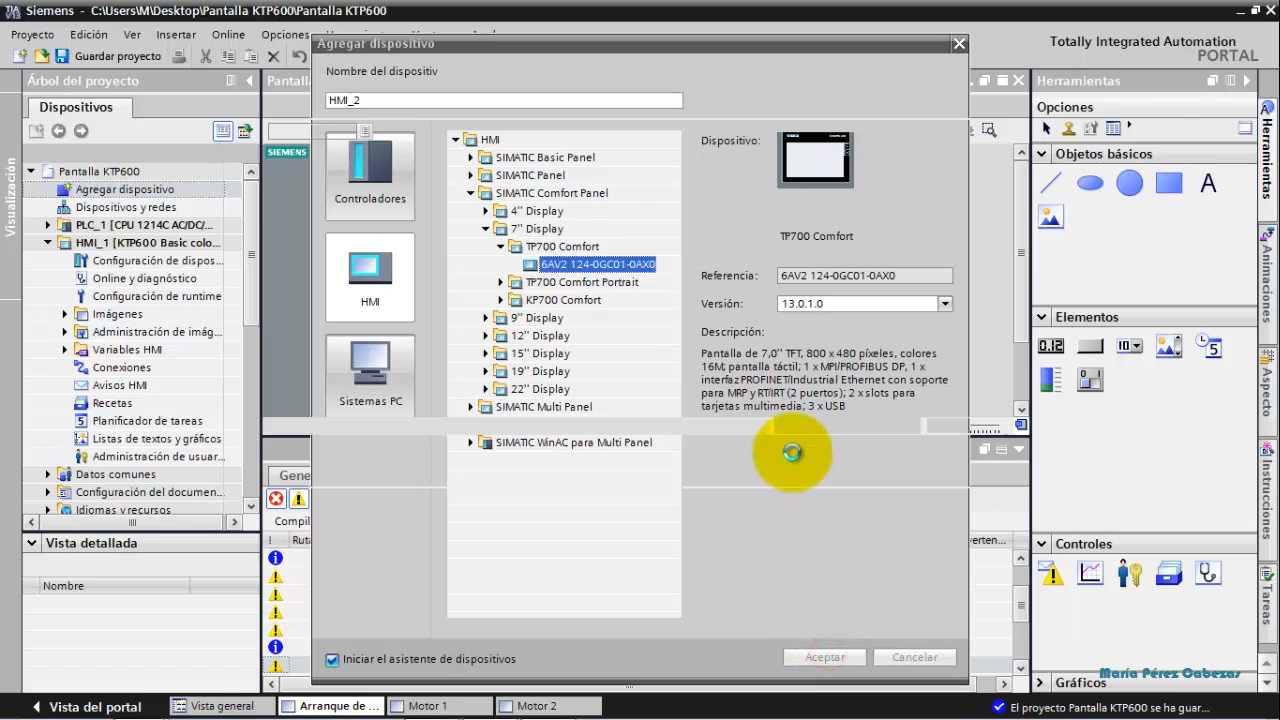 Siemens - C:\Users\M\Desktop\Pantalla KTP600\Pantalla KTP600
Proyecto Edición Ver Insertar Online Opciones
Totally Integrated Automation
PORTAL
Guardar proyecto
Árbol del proyecto
Dispositivos
Visualización
Pantalla KTP600
Agregar dispositivo
Dispositivos y redes
PLC_1 [CPU 1214C AC/DC/...
HMI_1 [KTP600 Basic colo...
Configuración de dispos...
Online y diagnóstico
Configuración de runtime
Imágenes
Administración de imág...
Variables HMI
Conexiones
Avisos HMI
Recetas
Planificador de tareas
Listas de textos y gráficos
Administración de usuar...
Datos comunes
Configuración del documen...
Idiomas y recursos
Vista detallada
Nombre
Pantal
SIEMENS
Gene
Compil
! Ruta
erten...
Agregar dispositivo
Nombre del dispositiv
HMI_2
Controladores
HMI
Sistemas PC
HMI
SIMATIC Basic Panel
SIMATIC Panel
SIMATIC Comfort Panel
4" Display
7" Display
TP700 Comfort
6AV2 124-0GC01-0AX0
TP700 Comfort Portrait
KP700 Comfort
9" Display
12" Display
15" Display
19" Display
22" Display
SIMATIC Multi Panel
SIMATIC WinAC para Multi Panel
Dispositivo:
TP700 Comfort
Referencia: 6AV2 124-0GC01-0AX0
Versión: 13.0.1.0
Descripción:
Pantalla de 7,0" TFT, 800 x 480 píxeles, colores
16M; pantalla táctil; 1 x MPI/PROFIBUS DP, 1 x
interfaz PROFINET/Industrial Ethernet con soporte
para MRP y RT/IRT (2 puertos); 2 x slots para
tarjetas multimedia; 3 x USB
Iniciar el asistente de dispositivos
Aceptar
Cancelar
Herramientas
Opciones
Objetos básicos
A
Elementos
0.12
10
5
Controles
Gráficos
Herramientas
Animaciones
Aspecto
Instrucciones
Tareas
María Pérez Cabezas
Vista del portal
Vista general
Arranque de ...
Motor 1
Motor 2
El proyecto Pantalla KTP600 se ha guar...